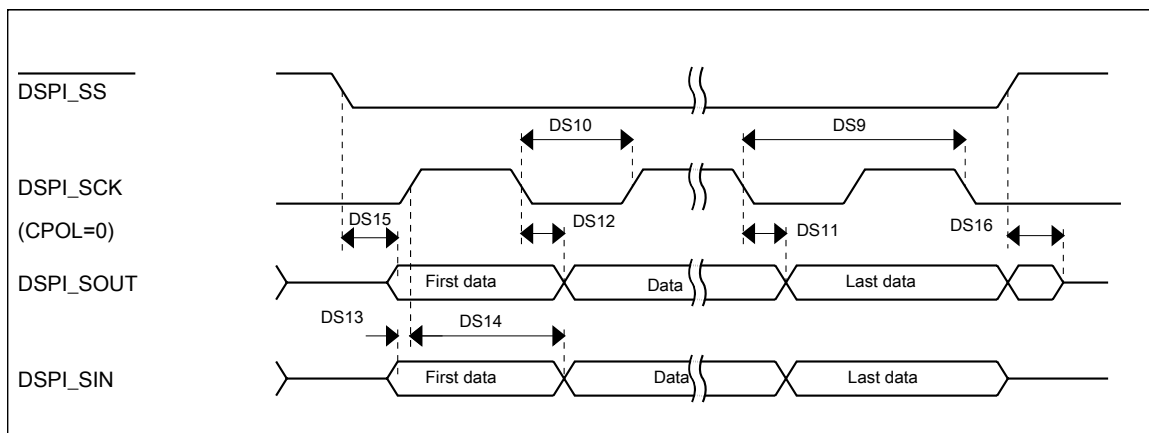 DSPI_SS
DS10
DS9
DSPI_SCK
(CPOL=0)
DS15
DS12
DS11
DS16
DSPI_SOUT
First data
Data
Last data
DS13
DS14
DSPI_SIN
First data
Data
Last data